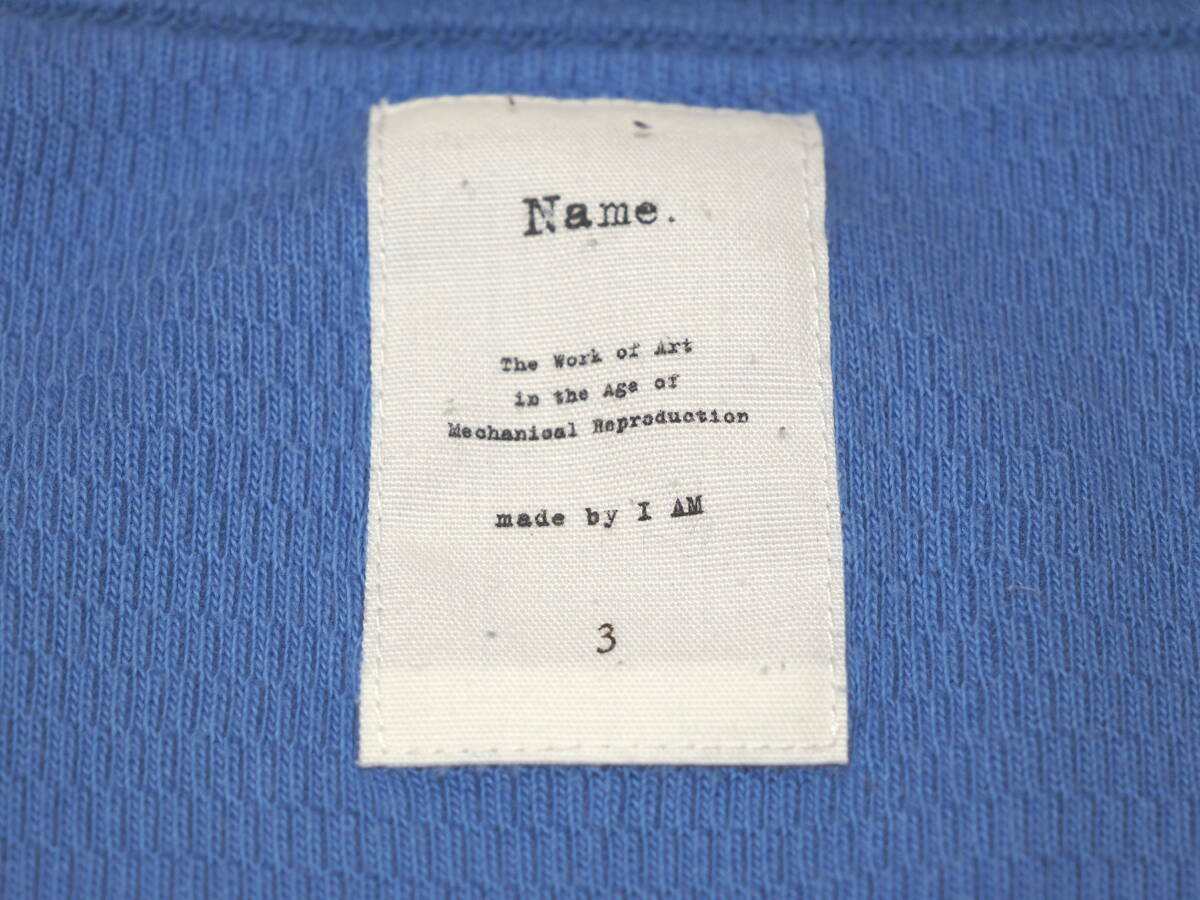 Name.
The Work of Art
in the Age of
Mechanical Reproduction
made by I AM
3